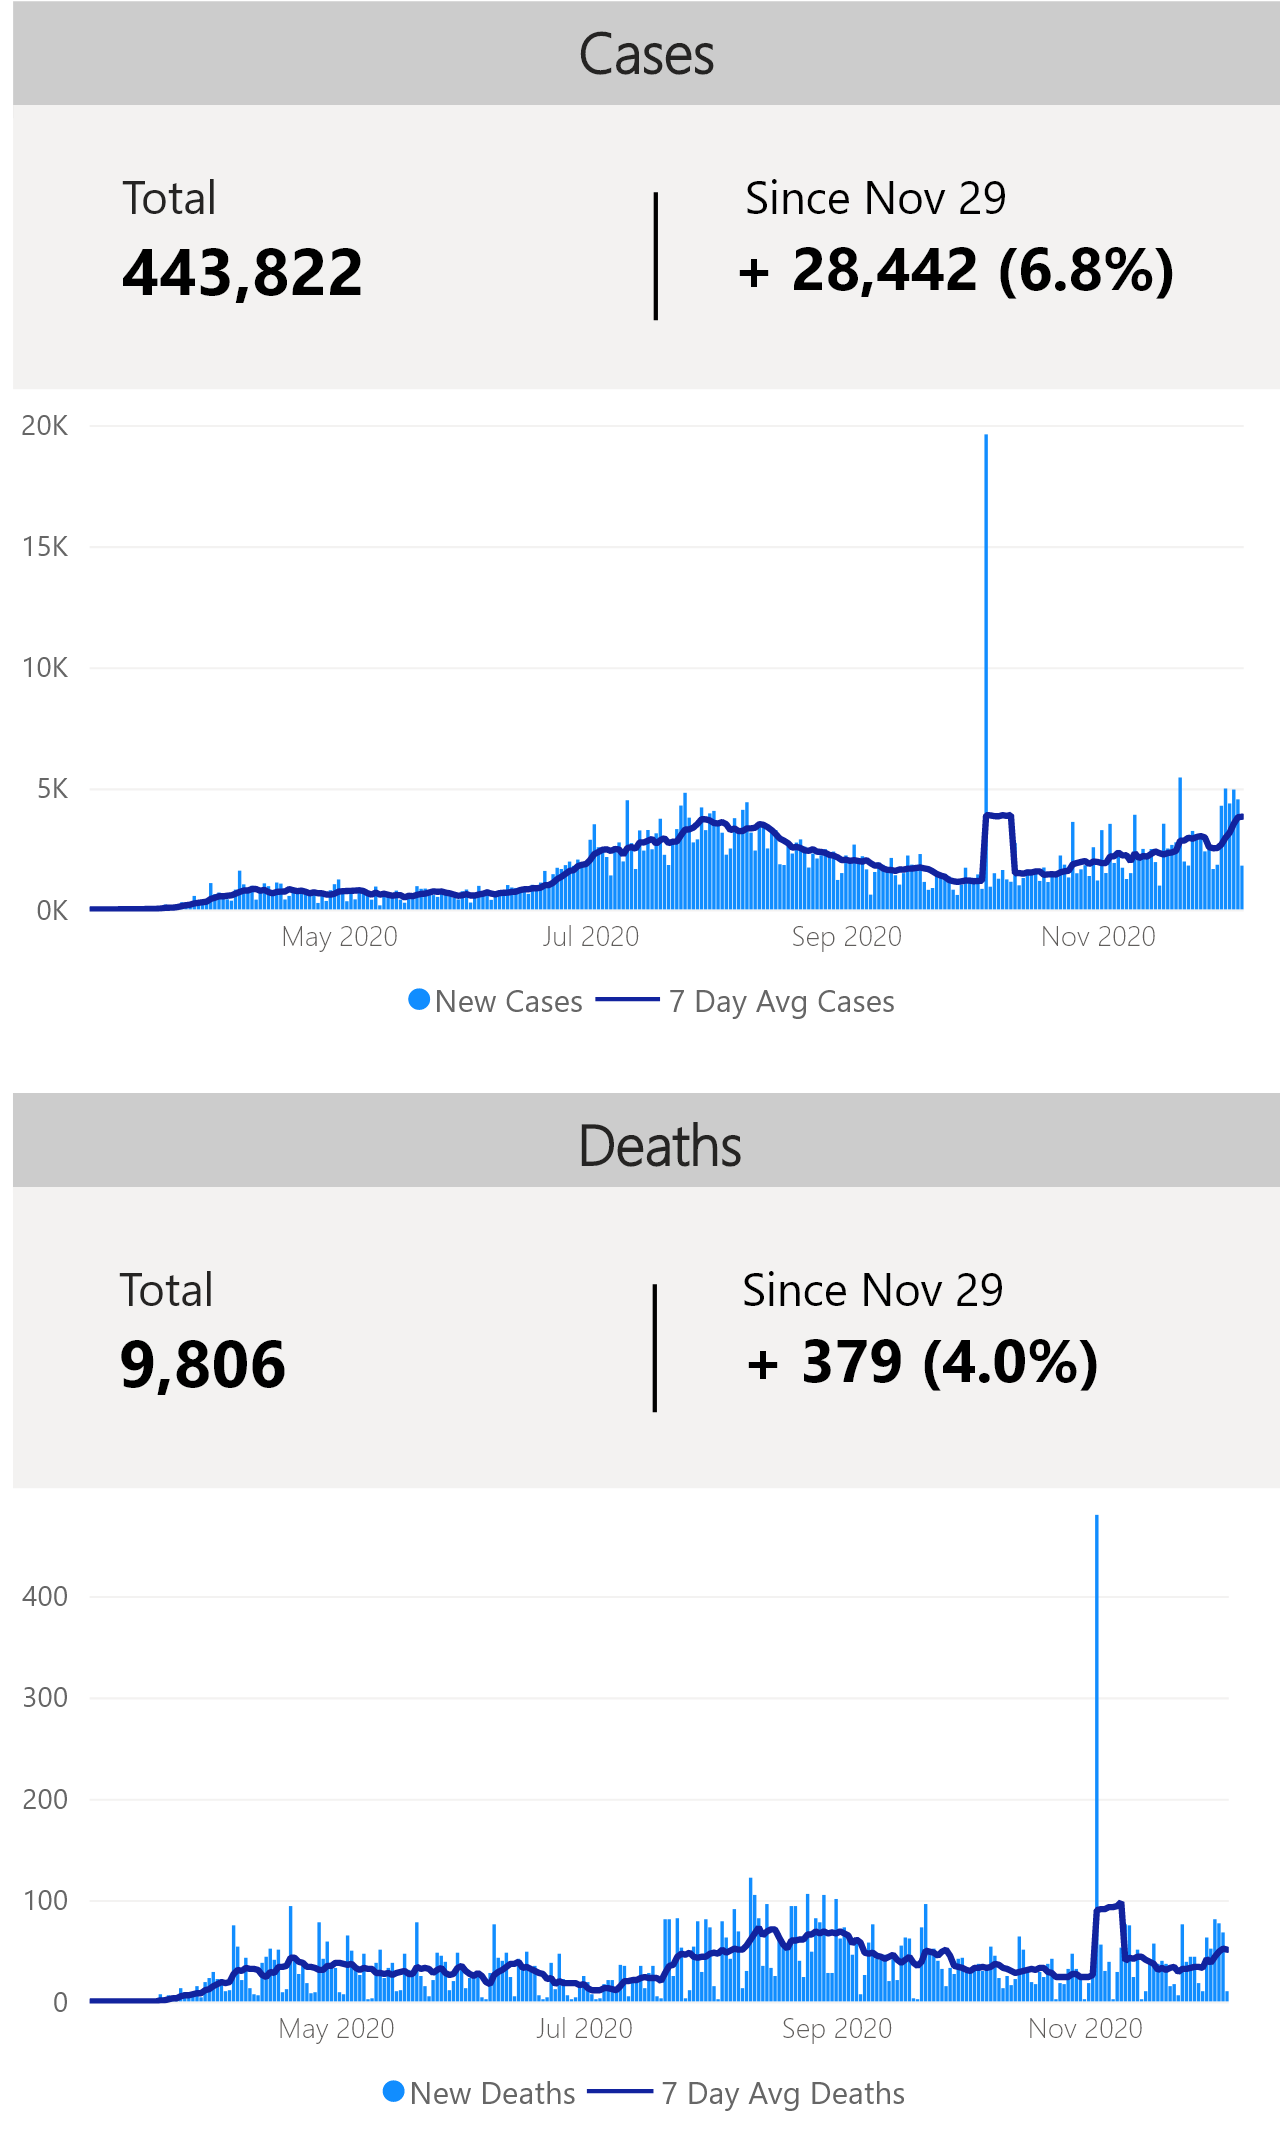 Cases
Total
Since Nov 29
443,822
+ 28,442 (6.8%)
20K
15K
10K
5K
0K
May 2020
Jul 2020
Sep 2020
Nov 2020
New Cases
7 Day Avg Cases
Deaths
Total
Since Nov 29
9,806
+ 379 (4.0%)
400
300
200
100
0
May 2020
Jul 2020
Sep 2020
Nov 2020
New Deaths
7 Day Avg Deaths